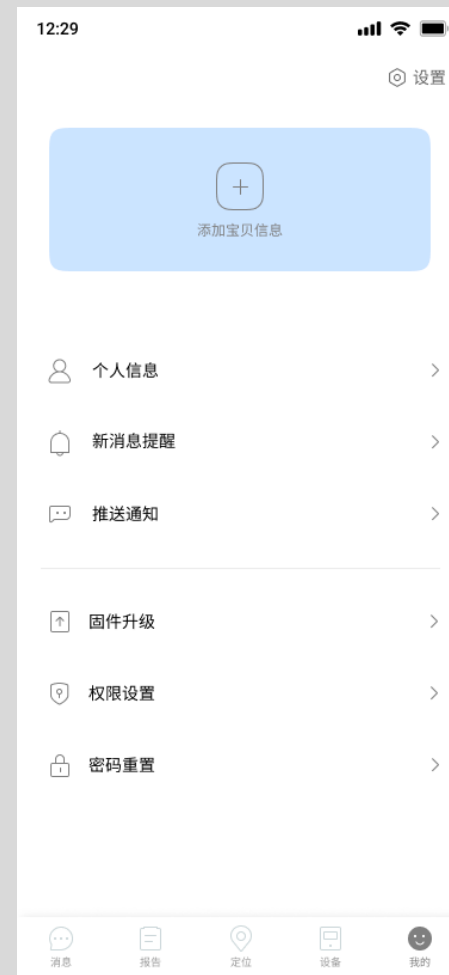 12:29
设置
添加宝贝信息
个人信息
新消息提醒
推送通知
固件升级
权限设置
密码重置
消息 报告 定位 设备 我的